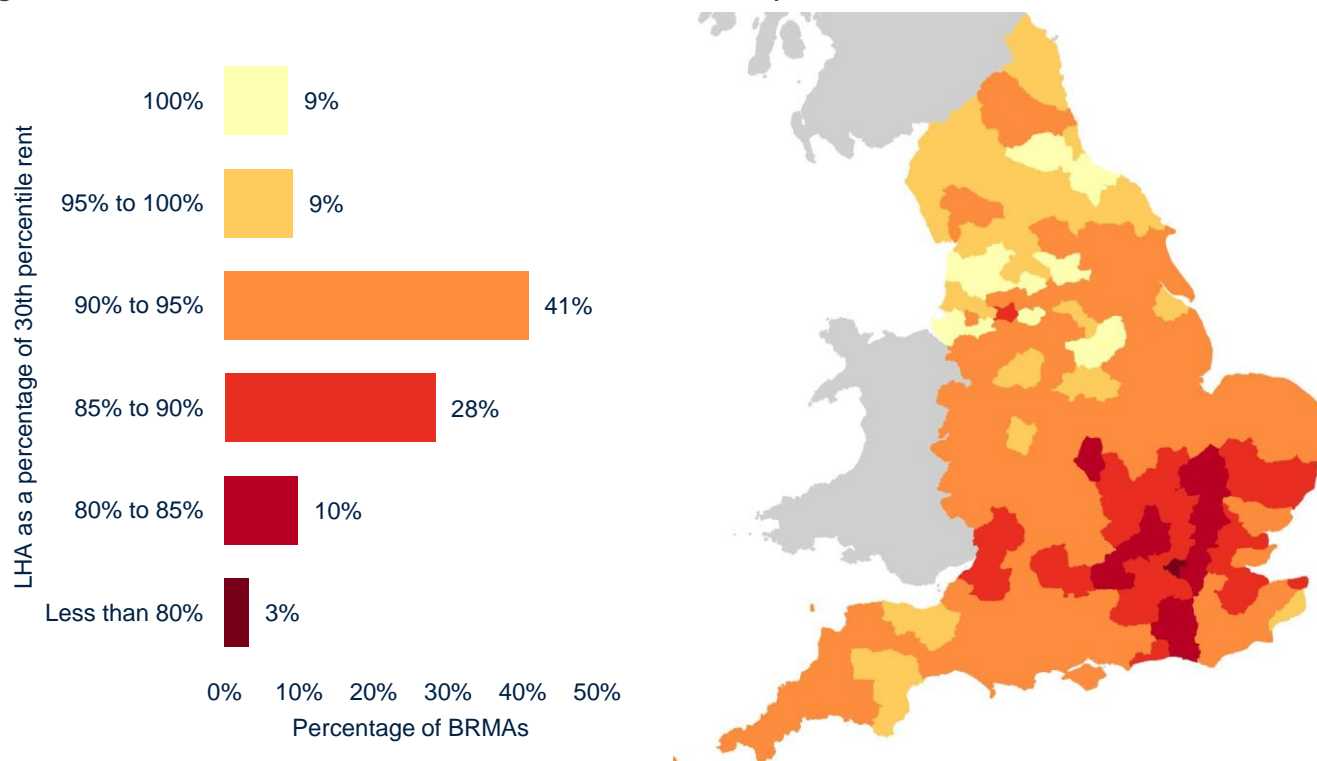 LHA as a percentage of 30th percentile rent
100%
9%
95% to 100%
9%
90% to 95%
41%
85% to 90%
28%
80% to 85%
10%
Less than 80%
3%
0% 10% 20% 30% 40% 50%
Percentage of BRMAs